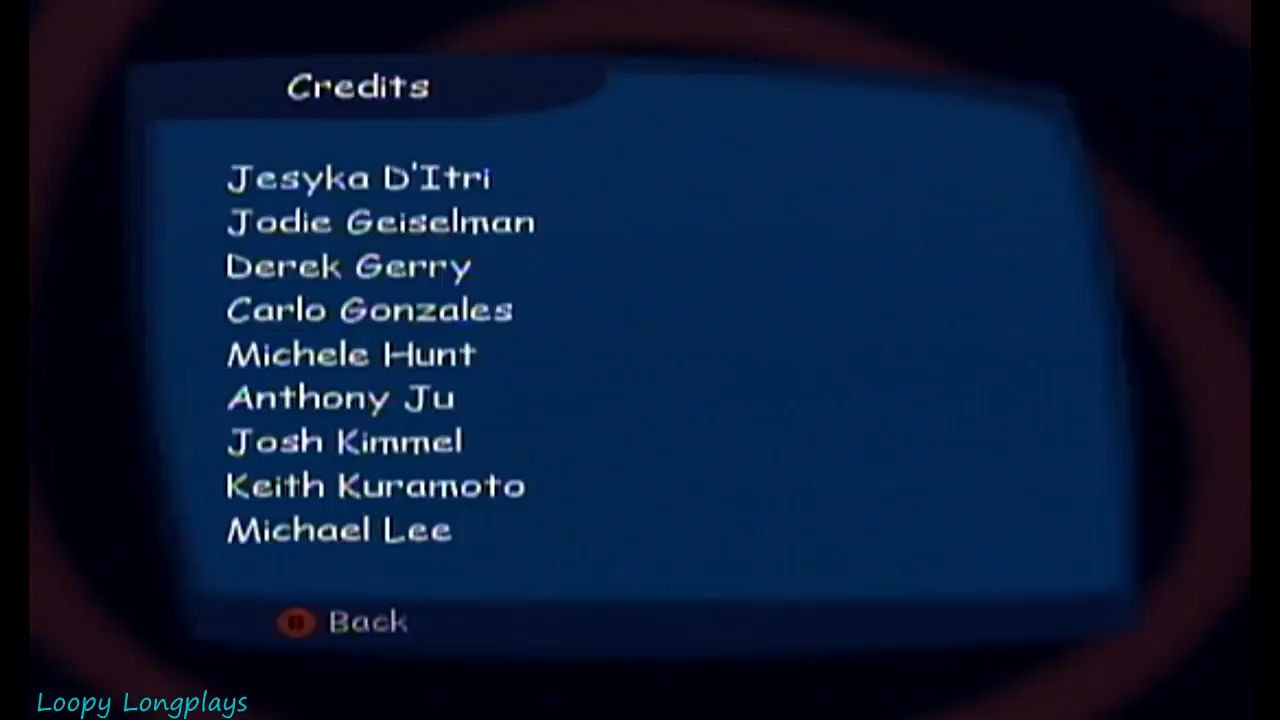 Credits
Jesyka D'Itri
Jodie Geiselman
Derek Gerry
Carlo Gonzales
Michele Hunt
Anthony Ju
Josh Kimmel
Keith Kuramoto
Michael Lee
B Back
Loopy Longplays